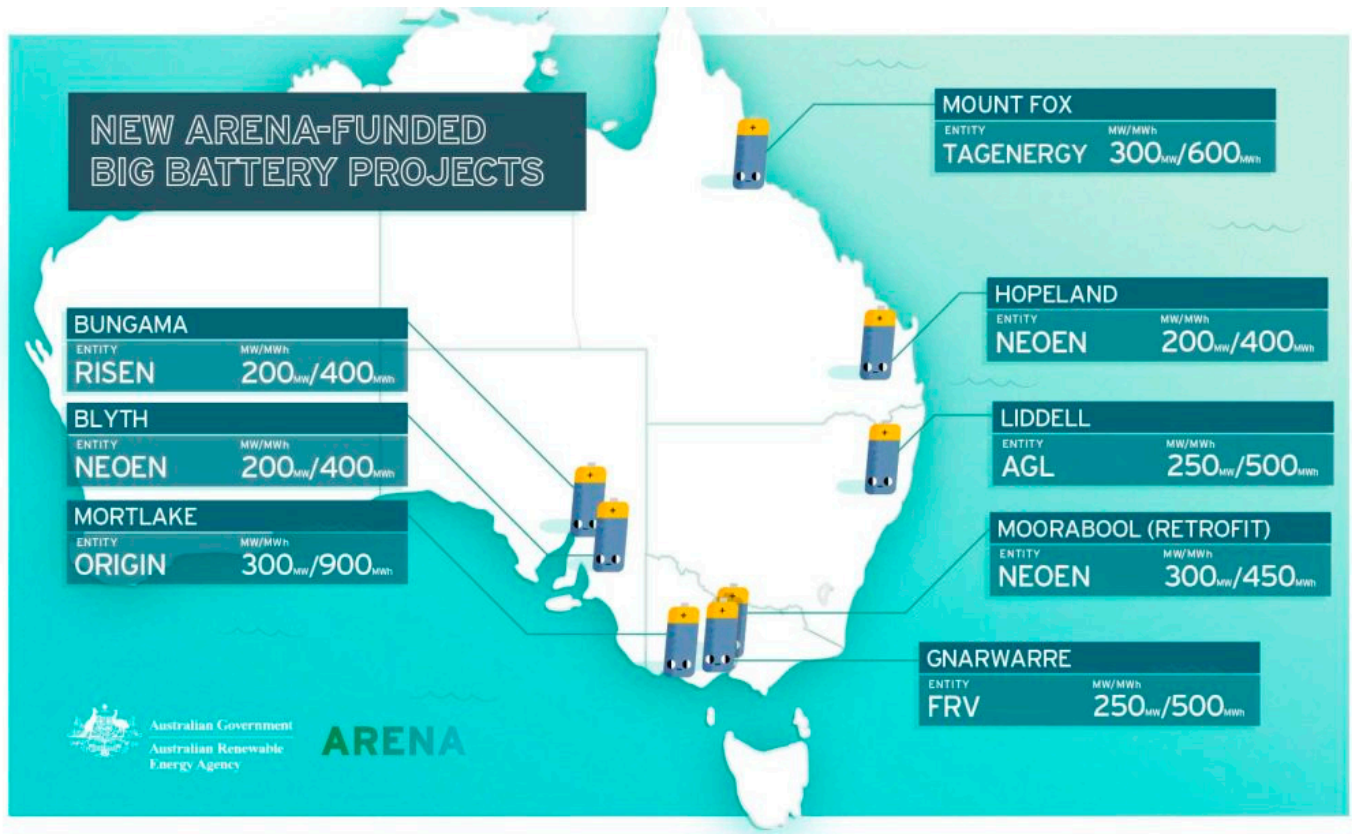 NEW ARENA-FUNDED
BIG BATTERY PROJECTS
BUNGAMA
ENTITY MW/MWh
RISEN 200MW/400MWh
BLYTH
ENTITY MW/MWh
NEOEN 200MW/400MWh
MORTLAKE
ENTITY MW/MWh
ORIGIN 300MW/900MWh
MOUNT FOX
ENTITY MW/MWh
TAGENERGY 300MW/600MWh
HOPELAND
ENTITY MW/MWh
NEOEN 200MW/400MWh
LIDDELL
ENTITY MW/MWh
AGL 250MW/500MWh
MOORABOOL (RETROFIT)
ENTITY MW/MWh
NEOEN 300MW/450MWh
GNARWARRE
ENTITY MW/MWh
FRV 250MW/500MWh
Australian Government
Australian Renewable
Energy Agency
ARENA